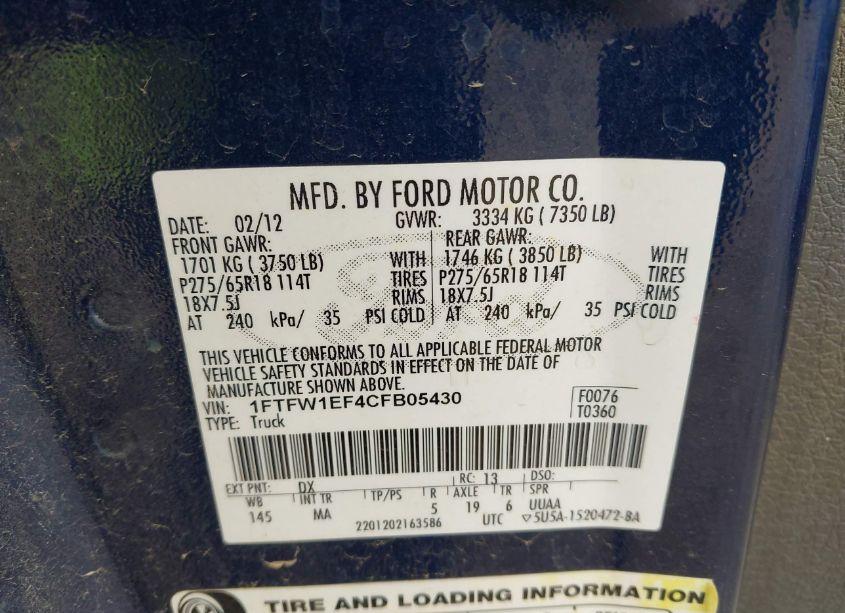 MFD. BY FORD MOTOR CO.
DATE: 02/12 GVWR: 3334 KG ( 7350 LB)
FRONT GAWR: REAR GAWR:
1701 KG ( 3750 LB) WITH 1746 KG ( 3850 LB) WITH
P275/65R18 114T TIRES P275/65R18 114T TIRES
18X7.5J RIMS 18X7.5J RIMS
AT 240 kPa/ 35 PSI COLD AT 240 kPa/ 35 PSI COLD
THIS VEHICLE CONFORMS TO ALL APPLICABLE FEDERAL MOTOR
VEHICLE SAFETY STANDARDS IN EFFECT ON THE DATE OF
MANUFACTURE SHOWN ABOVE.
VIN: 1FTFW1EF4CFB05430 F0076
TYPE: Truck T0360
EXT PNT: DX RC: 13 DSO:
WB INT TR TP/PS R AXLE TR SPR
145 MA 5 19 6 UUAA
2201202163586 UTC ▽5U5A-1520472-BA
TIRE AND LOADING INFORMATION